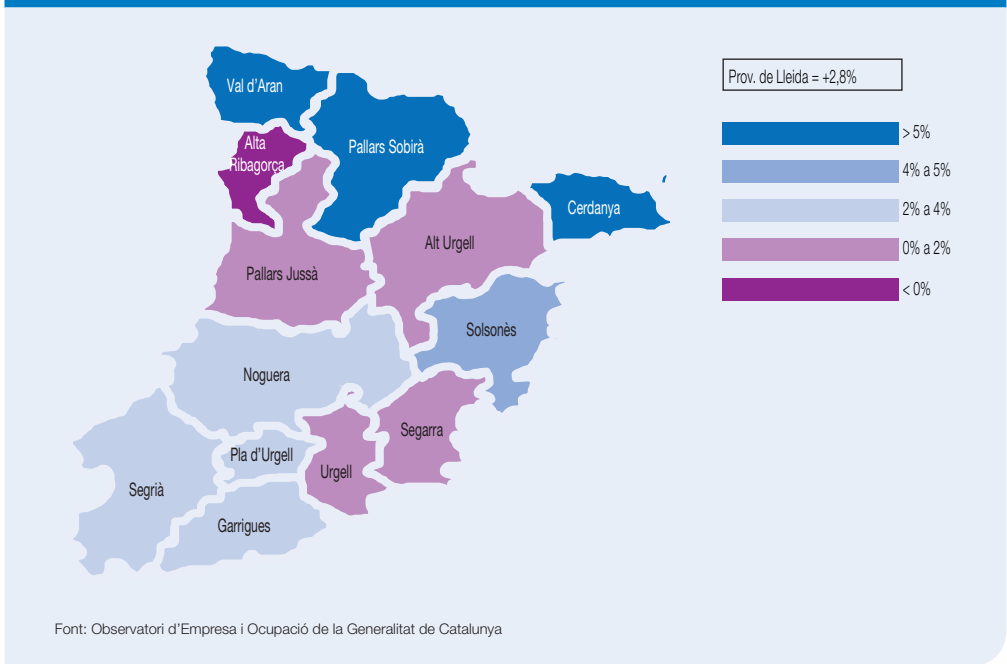 Prov. de Lleida = +2,8%
> 5%
4% a 5%
2% a 4%
0% a 2%
< 0%
Val d'Aran
Alta
Ribagorça
Pallars Sobirà
Cerdanya
Alt Urgell
Pallars Jussà
Solsonès
Noguera
Segarra
Pla d'Urgell
Urgell
Segrià
Garrigues
Font: Observatori d'Empresa i Ocupació de la Generalitat de Catalunya